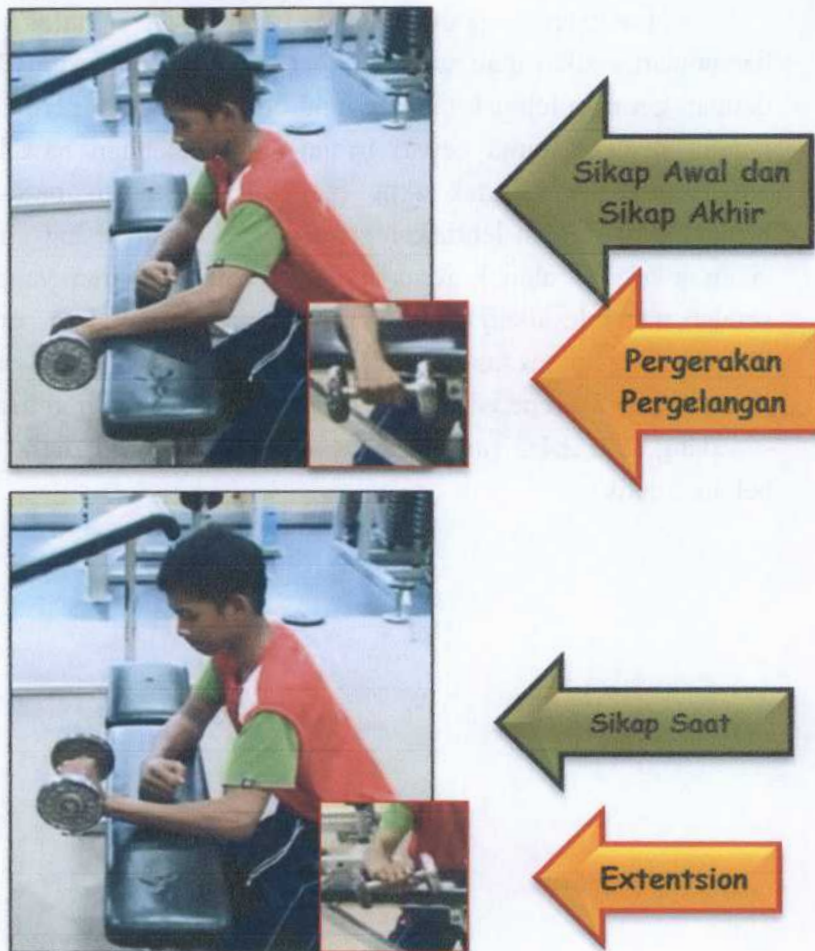 Sikap Awal dan
Sikap Akhir
Pergerakan
Pergelangan
Sikap Saat
Extentsion